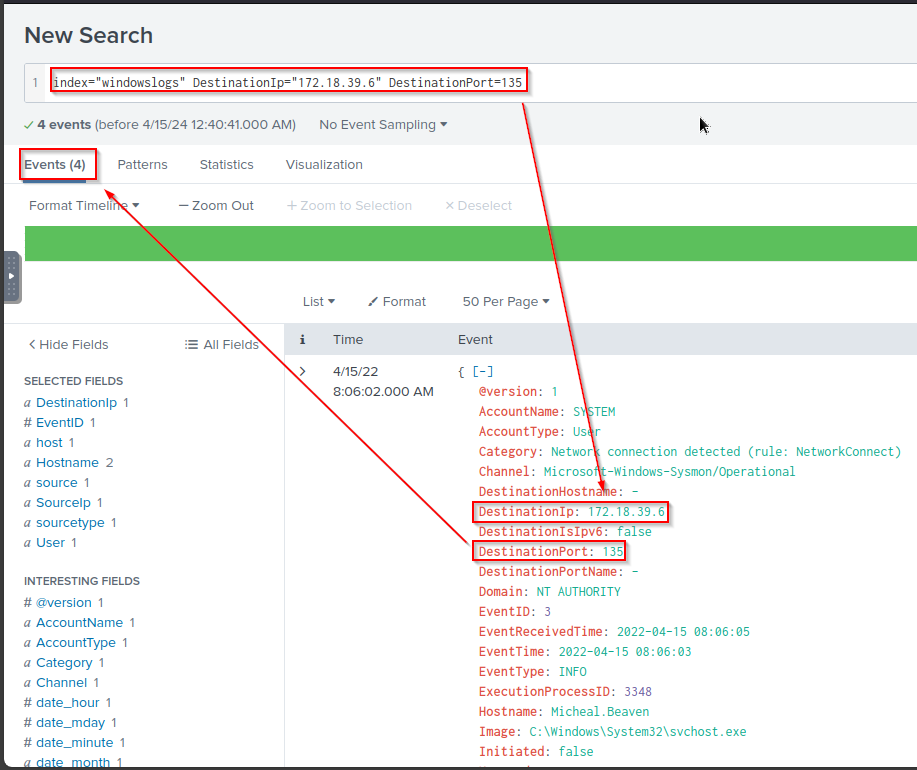 New Search
1 index="windowslogs" DestinationIp="172.18.39.6" DestinationPort=135
✓ 4 events (before 4/15/24 12:40:41.000 AM) No Event Sampling
Events (4) Patterns Statistics Visualization
Format Timeline — Zoom Out + Zoom to Selection × Deselect
List Format 50 Per Page
Hide Fields All Fields
i Time Event
SELECTED FIELDS
a DestinationIp 1
# EventID 1
a host 1
a Hostname 2
a source 1
a SourceIp 1
a sourcetype 1
a User 1
INTERESTING FIELDS
# @version 1
a AccountName 1
a AccountType 1
a Category 1
a Channel 1
# date_hour 1
# date_mday 1
# date_minute 1
a date_month 1
4/15/22
8:06:02.000 AM
{ [-]
@version: 1
AccountName: SYSTEM
AccountType: User
Category: Network connection detected (rule: NetworkConnect)
Channel: Microsoft-Windows-Sysmon/Operational
DestinationHostname: -
DestinationIp: 172.18.39.6
DestinationIsIpv6: false
DestinationPort: 135
DestinationPortName: -
Domain: NT AUTHORITY
EventID: 3
EventReceivedTime: 2022-04-15 08:06:05
EventTime: 2022-04-15 08:06:03
EventType: INFO
ExecutionProcessID: 3348
Hostname: Micheal.Beaven
Image: C:\Windows\System32\svchost.exe
Initiated: false